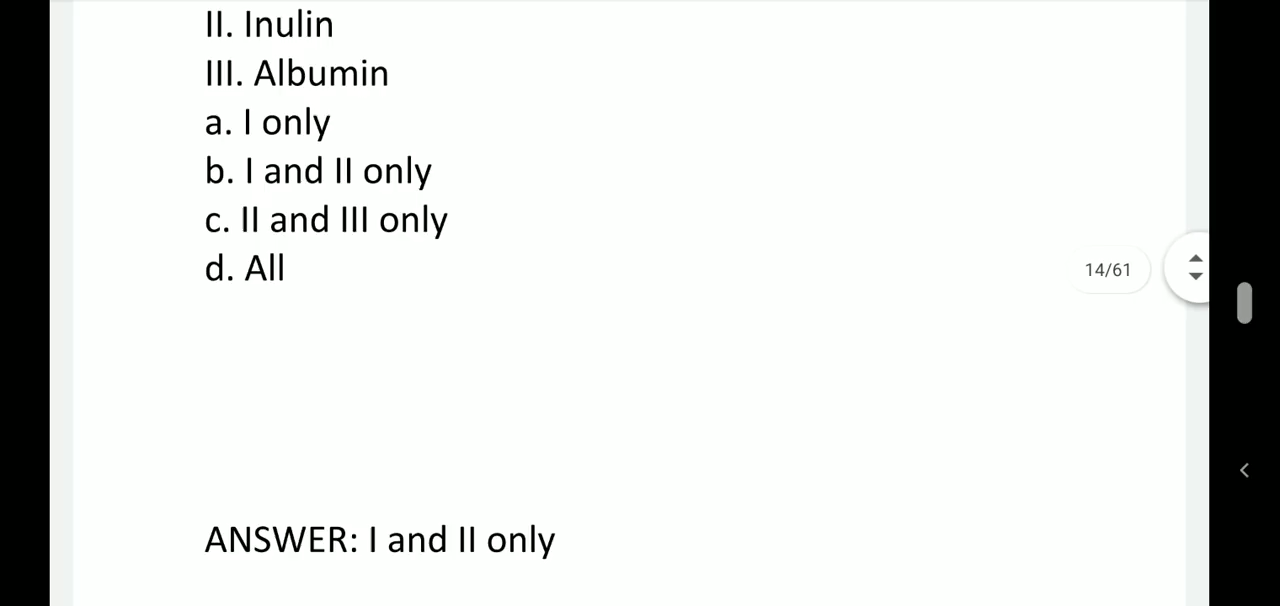 II. Inulin
III. Albumin
a. I only
b. I and II only
c. II and III only
d. All
14/61
ANSWER: I and II only